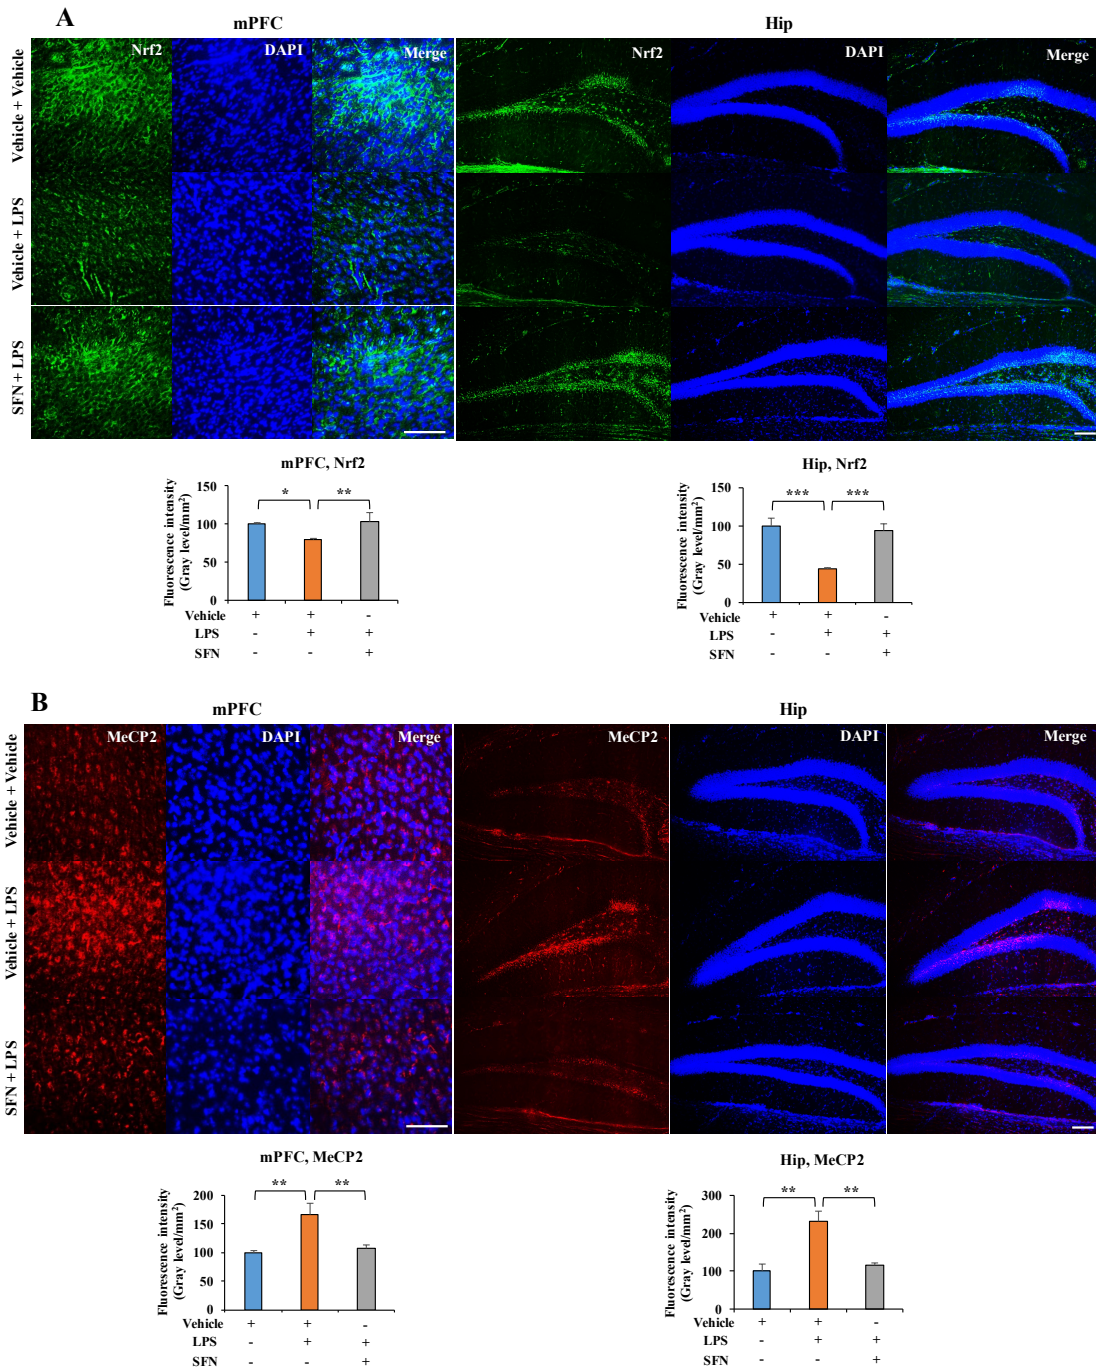 A
mPFC
Hip
Nrf2 DAPI Merge Nrf2 DAPI Merge
Vehicle + Vehicle
Vehicle + LPS
SFN + LPS
mPFC, Nrf2
Fluorescence intensity
(Gray level/mm²)
150
100
50
0
* **
Vehicle + + -
LPS - + +
SFN - - +
Hip, Nrf2
Fluorescence intensity
(Gray level/mm²)
150
100
50
0
*** ***
Vehicle + + -
LPS - + +
SFN - - +
B
mPFC
Hip
MeCP2 DAPI Merge MeCP2 DAPI Merge
Vehicle + Vehicle
Vehicle + LPS
SFN + LPS
mPFC, MeCP2
Fluorescence intensity
(Gray level/mm²)
200
150
100
50
0
** **
Vehicle + + -
LPS - + +
SFN - - +
Hip, MeCP2
Fluorescence intensity
(Gray level/mm²)
300
200
100
0
** **
Vehicle + + -
LPS - + +
SFN - - +